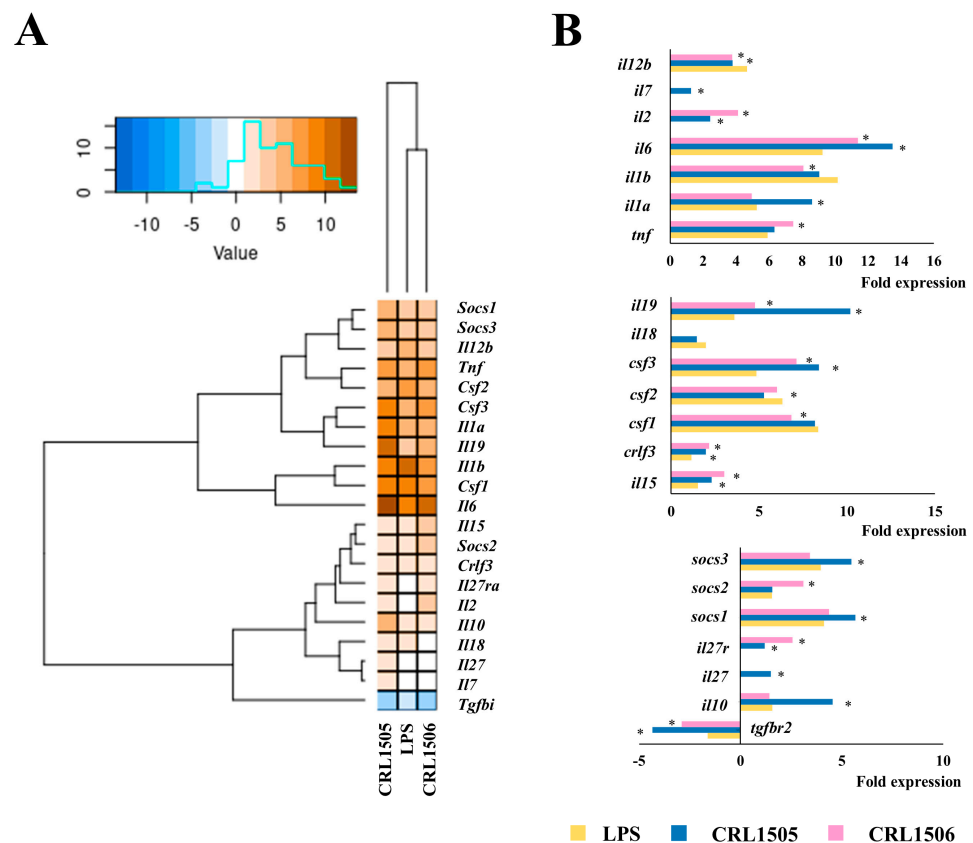 A
0 10
-10 -5 0 5 10
Value
Socs1
Socs3
Il12b
Tnf
Csf2
Csf3
Il1a
Il19
Il1b
Csf1
Il6
Il15
Socs2
Crlf3
Il27ra
Il2
Il10
Il18
Il27
Il7
Tgfbi
CRL1505
LPS
CRL1506
B
il12b * *
il7 *
il2 * *
il6 * *
il1b *
il1a *
tnf *
0 2 4 6 8 10 12 14 16
Fold expression
il19 * *
il18
csf3 * *
csf2 *
csf1 *
crlf3 * *
il15 * *
0 5 10 15
Fold expression
socs3 *
socs2 *
socs1 *
il27r * *
il27 *
il10 *
* * tgfbr2
-5 0 5 10
Fold expression
LPS CRL1505 CRL1506